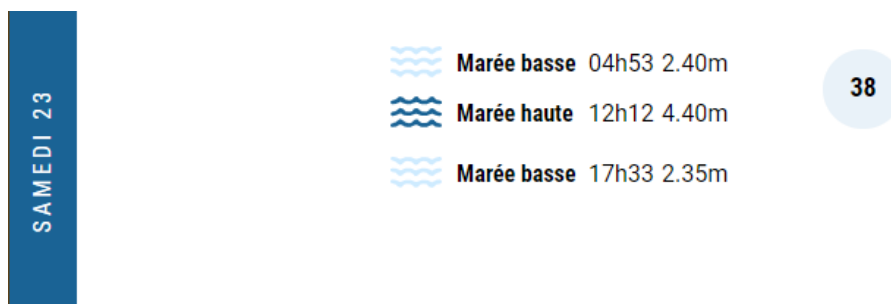 SAMEDI 23
Marée basse 04h53 2.40m
38
Marée haute 12h12 4.40m
Marée basse 17h33 2.35m